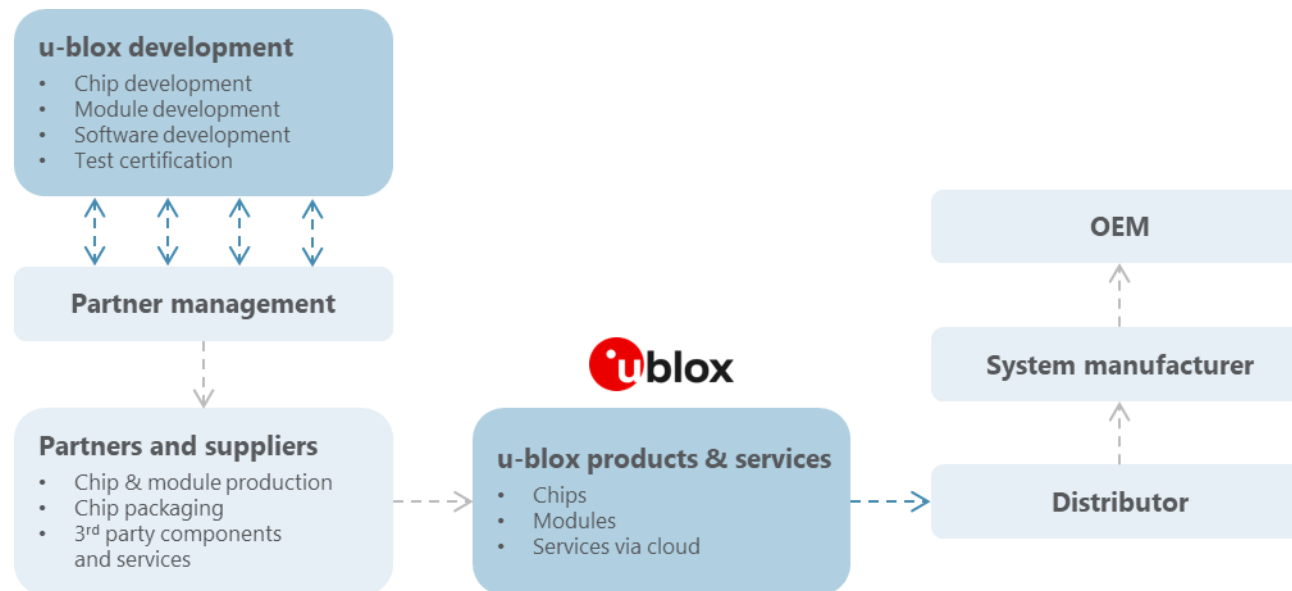 u-blox development
• Chip development
• Module development
• Software development
• Test certification
Partner management
Partners and suppliers
• Chip & module production
• Chip packaging
• 3rd party components
and services
ublox
u-blox products & services
• Chips
• Modules
• Services via cloud
OEM
System manufacturer
Distributor